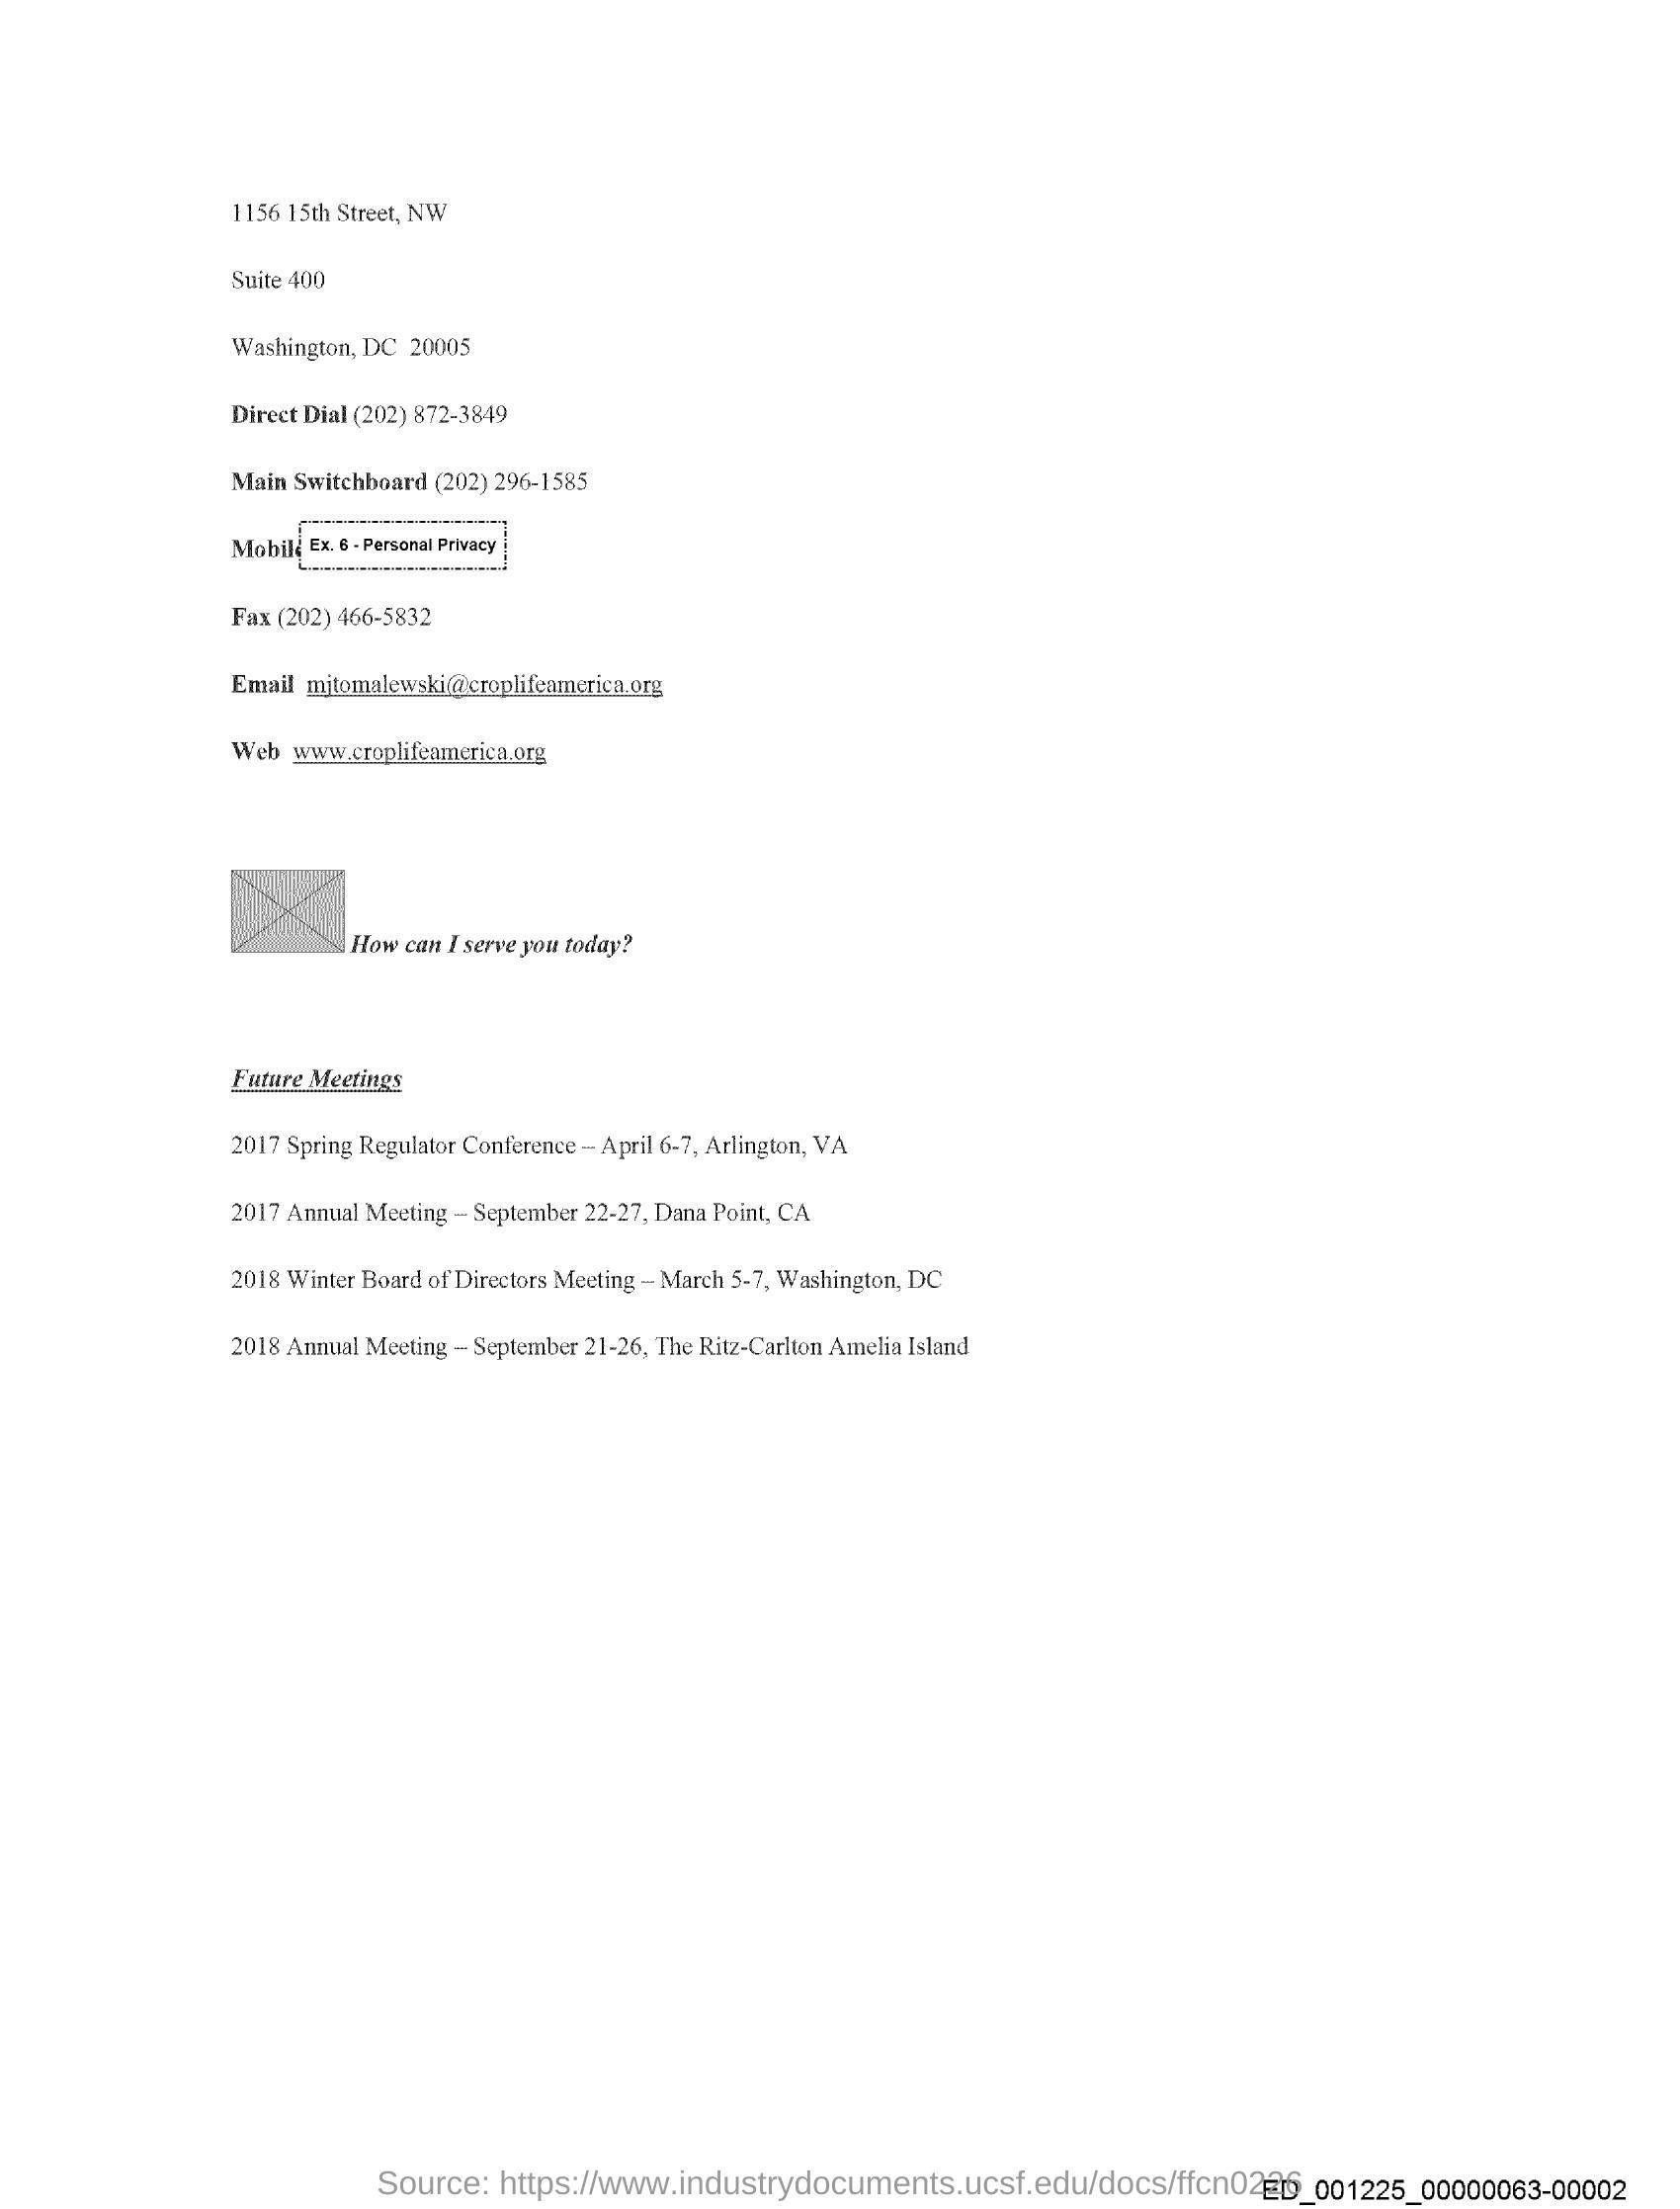 1156 15th Street, NW
Suite 400
Washington, DC 20005
Direct Dial (202) 872-3849
Main Switchboard (202) 296-1585
Mobile Ex. 6 - Personal Privacy
Fax (202) 466-5832
Email mjtomalewski@croplifeamerica.org
Web www.croplifeamerica.org
How can I serve you today?
Future Meetings
2017 Spring Regulator Conference – April 6-7, Arlington, VA
2017 Annual Meeting – September 22-27, Dana Point, CA
2018 Winter Board of Directors Meeting – March 5-7, Washington, DC
2018 Annual Meeting – September 21-26, The Ritz-Carlton Amelia Island
Source: https://www.industrydocuments.ucsf.edu/docs/ffcn0226
ED_001225_00000063-00002